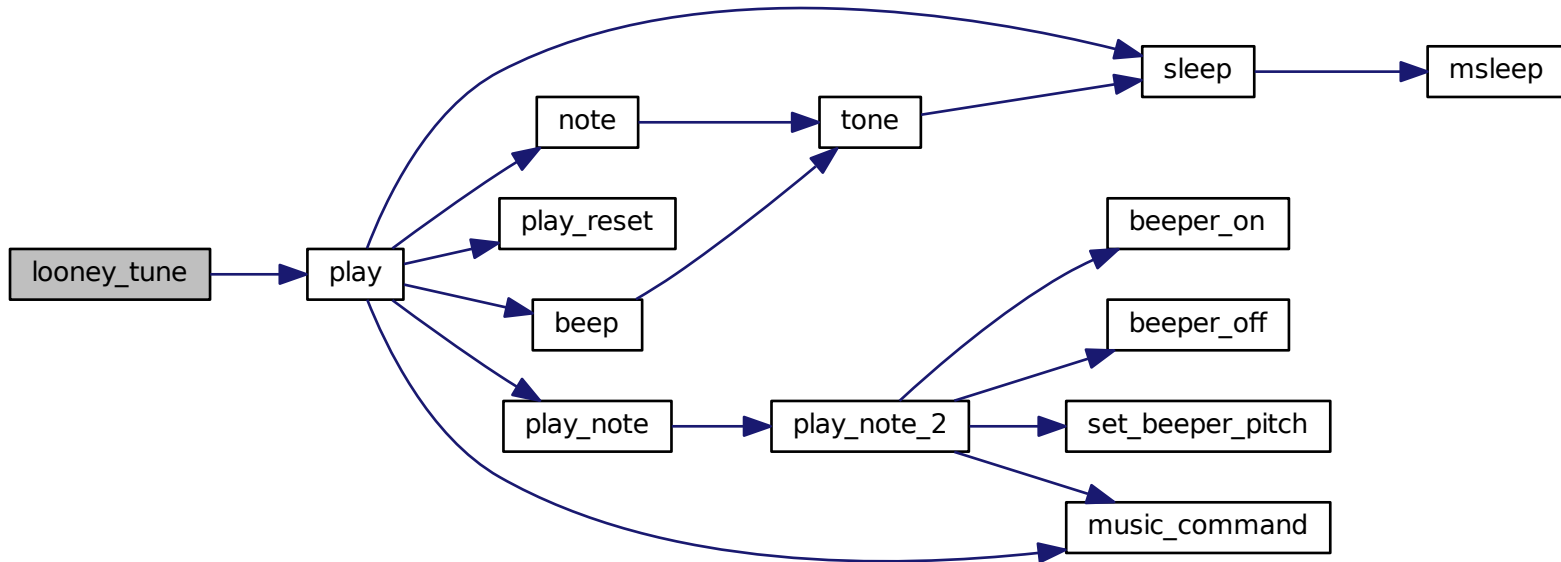 looney_tune
play
note
play_reset
beep
play_note
tone
play_note_2
sleep
msleep
beeper_on
beeper_off
set_beeper_pitch
music_command